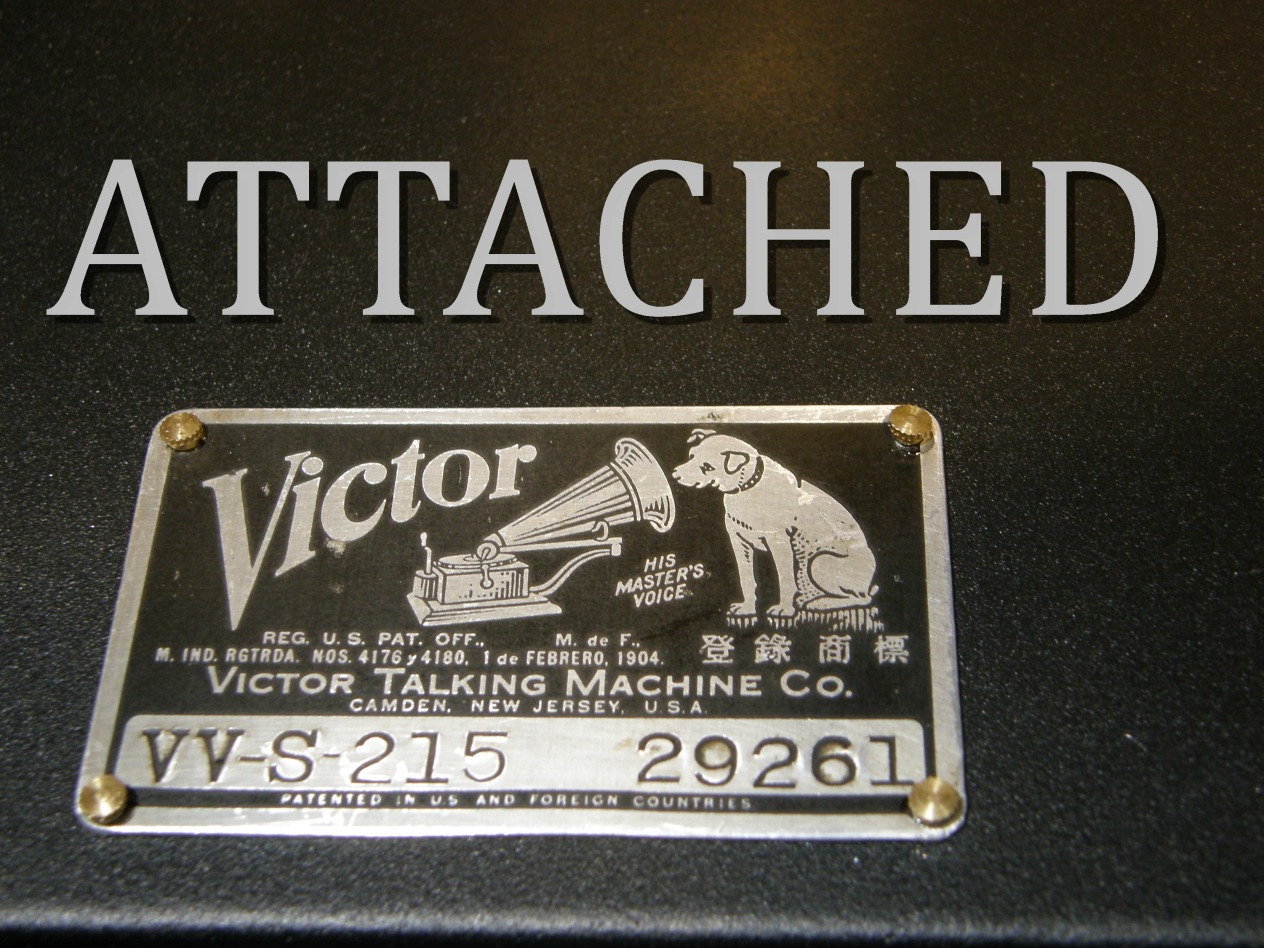 ATTACHED
Victor
HIS
MASTER'S
VOICE
REG. U.S. PAT. OFF., M. de F.,
M. IND. RGTRDA. NOS. 4176 y 4180, 1 de FEBRERO, 1904.
登錄商標
VICTOR TALKING MACHINE CO.
CAMDEN, NEW JERSEY, U.S.A.
VV-S-215 29261
PATENTED IN U.S AND FOREIGN COUNTRIES